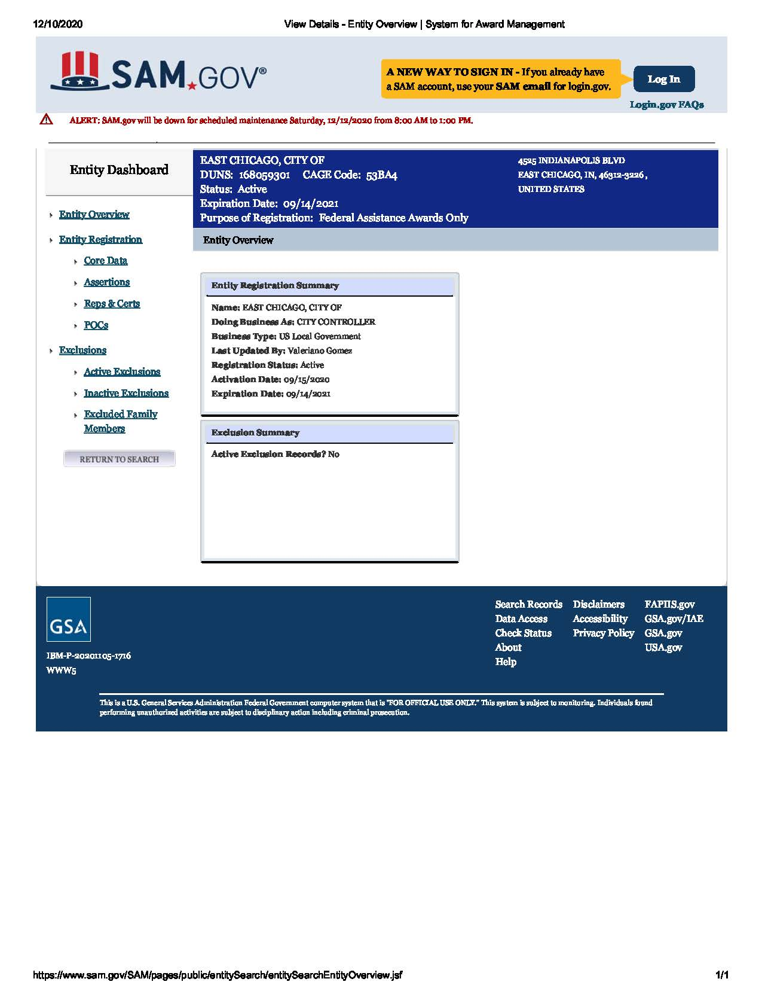 12/10/2020 View Details - Entity Overview | System for Award Management
SAM.GOV®
A NEW WAY TO SIGN IN - If you already have
a SAM account, use your SAM email for login.gov.
Log In
Login.gov FAQs
ALERT: SAM.gov will be down for scheduled maintenance Saturday, 12/12/2020 from 8:00 AM to 1:00 PM.
Entity Dashboard
Entity Overview
Entity Registration
Core Data
Assertions
Reps & Certs
POCs
Exclusions
Active Exclusions
Inactive Exclusions
Excluded Family
Members
RETURN TO SEARCH
EAST CHICAGO, CITY OF
DUNS: 168059301 CAGE Code: 53BA4
Status: Active
Expiration Date: 09/14/2021
Purpose of Registration: Federal Assistance Awards Only
4525 INDIANAPOLIS BLVD
EAST CHICAGO, IN, 46312-3226 ,
UNITED STATES
Entity Overview
Entity Registration Summary
Name: EAST CHICAGO, CITY OF
Doing Business As: CITY CONTROLLER
Business Type: US Local Government
Last Updated By: Valeriano Gomez
Registration Status: Active
Activation Date: 09/15/2020
Expiration Date: 09/14/2021
Exclusion Summary
Active Exclusion Records? No
GSA
IBM-P-20201105-1716
WWW5
Search Records
Data Access
Check Status
About
Help
Disclaimers
Accessibility
Privacy Policy
FAPIIS.gov
GSA.gov/IAE
GSA.gov
USA.gov
This is a U.S. General Services Administration Federal Government computer system that is "FOR OFFICIAL USE ONLY." This system is subject to monitoring. Individuals found
performing unauthorized activities are subject to disciplinary action including criminal prosecution.
https://www.sam.gov/SAM/pages/public/entitySearch/entitySearchEntityOverview.jsf 1/1